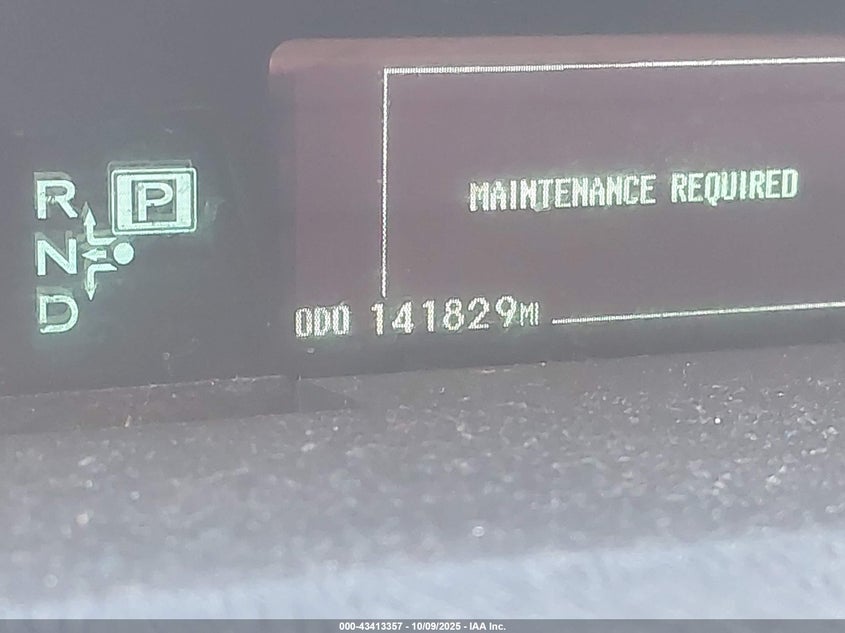 R
P
N
D
MAINTENANCE REQUIRED
ODO 141829MI
000-43413357 - 10/09/2025 - IAA Inc.